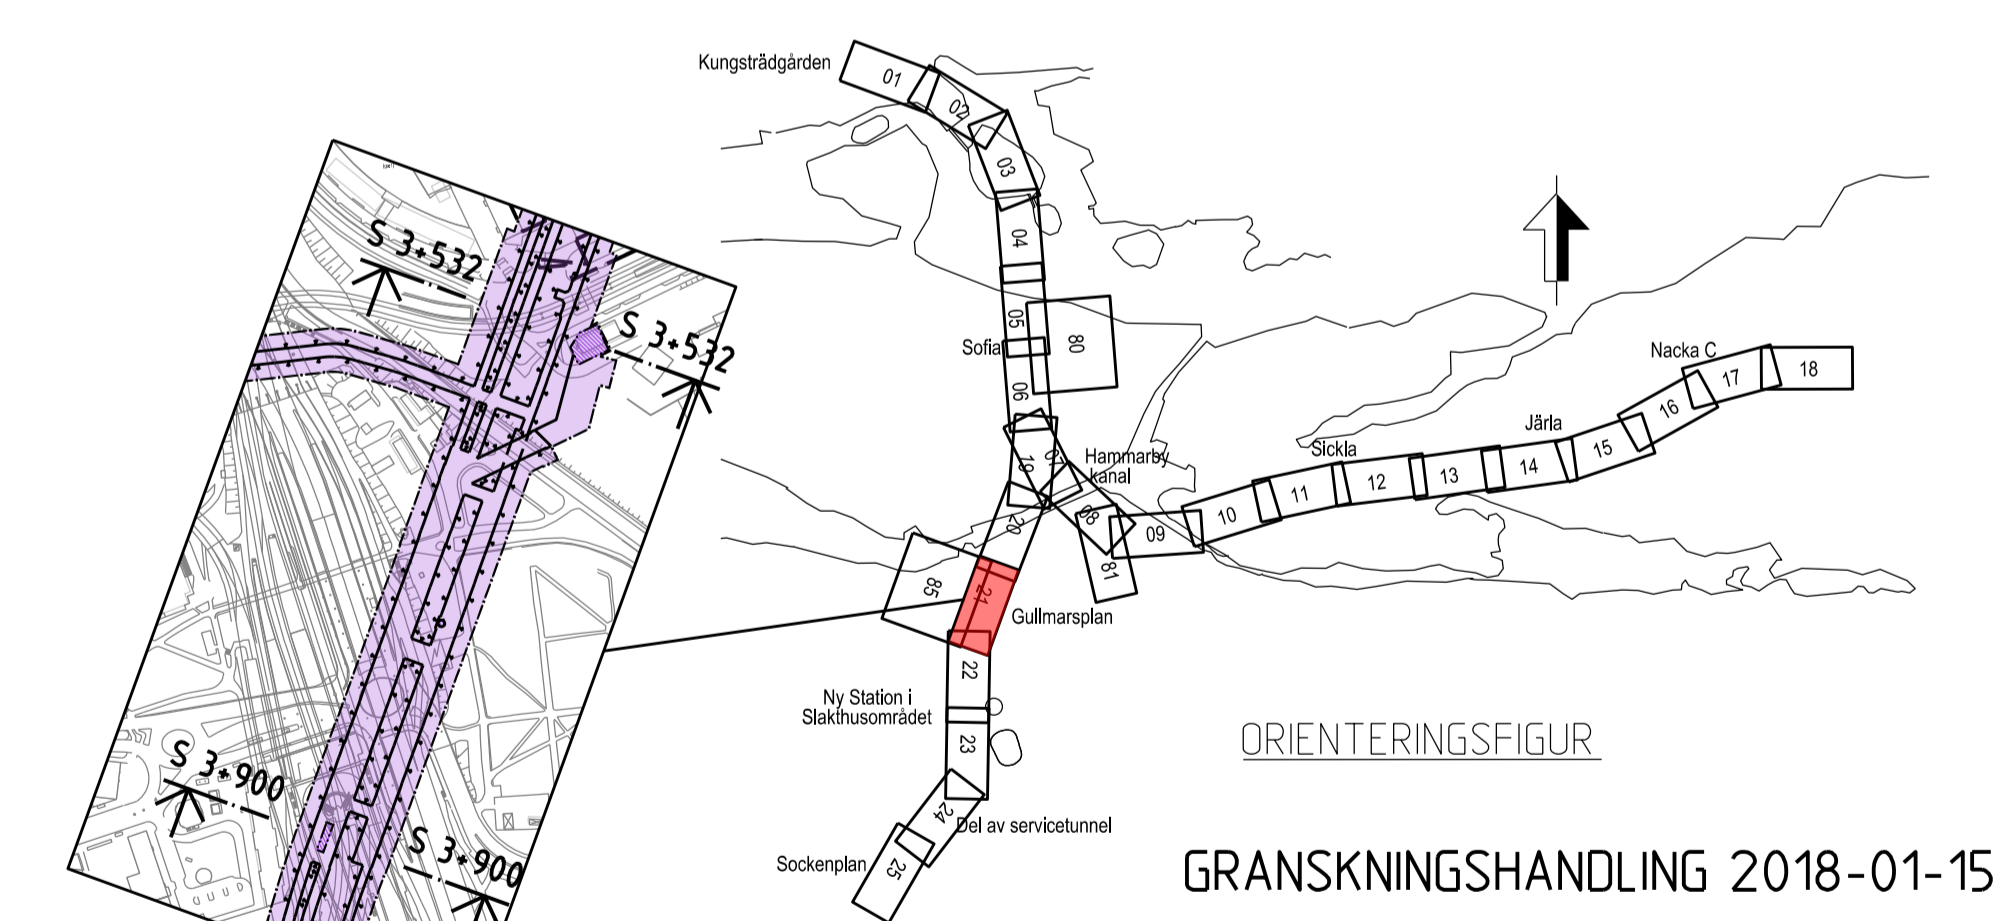 Kungsträdgården
01
02
03
04
05
Sofia
80
06
07
19
Hammarby
kanal
20
08
09
81
10
11
Sickla
12
13
14
Järla
15
16
Nacka C
17
18
85
21
Gullmarsplan
22
Ny Station i
Slakthusområdet
23
24
Del av servicetunnel
Sockenplan
25
S 3+532
S 3+532
S 3+900
S 3+900
ORIENTERINGSFIGUR
GRANSKNINGSHANDLING 2018-01-15